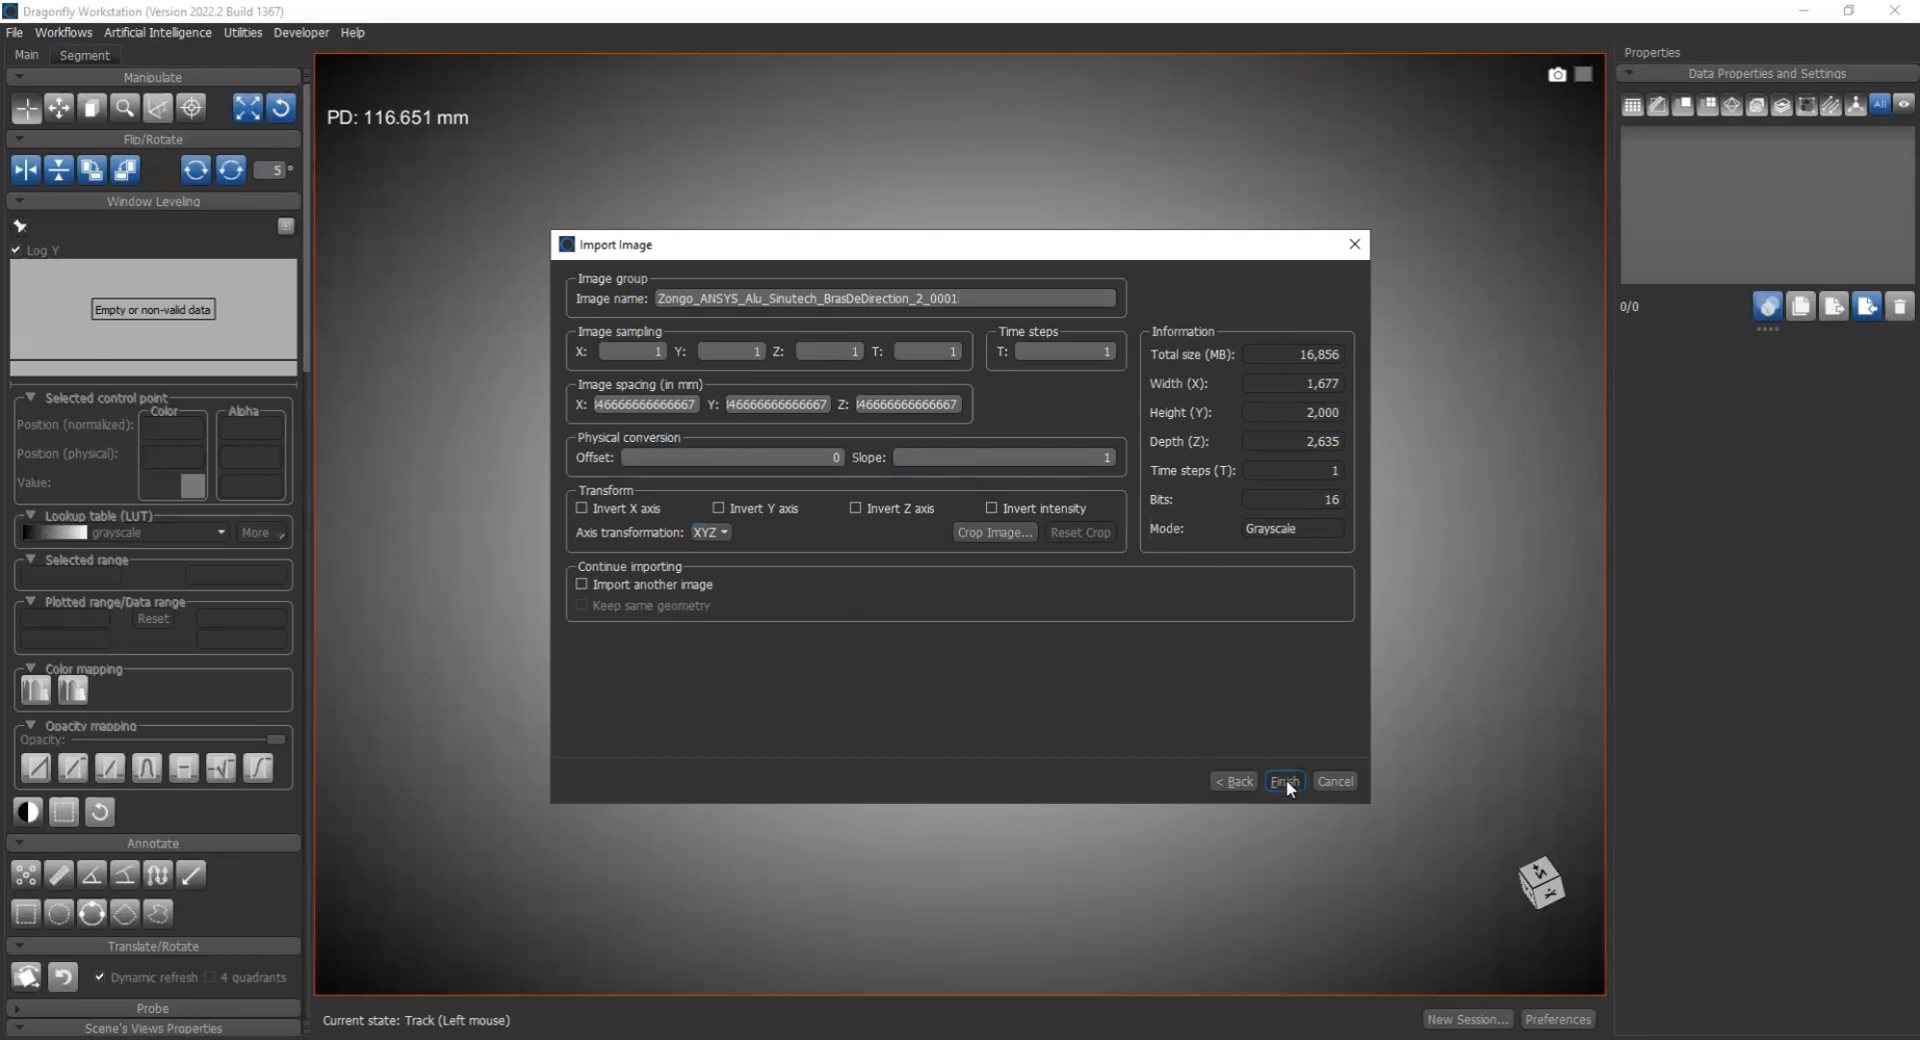 Dragonfly Workstation (Version 2022.2 Build 1367)
File Workflows Artificial Intelligence Utilities Developer Help
Main Segment
Manipulate
Flip/Rotate
5 °
Window Leveling
Log Y
Empty or non-valid data
Selected control point
Color Alpha
Position (normalized):
Position (physical):
Value:
Lookup table (LUT)
grayscale More
Selected range
Plotted range/Data range
Reset
Color mapping
Opacity mapping
Opacity:
Annotate
Translate/Rotate
Dynamic refresh 4 quadrants
Probe
Scene's Views Properties
PD: 116.651 mm
Import Image
Image group
Image name: Zongo_ANSYS_Alu_Sinutech_BrasDeDirection_2_0001
Image sampling
X: 1 Y: 1 Z: 1 T: 1
Time steps
T: 1
Image spacing (in mm)
X: 46666666666667 Y: 46666666666667 Z: 46666666666667
Physical conversion
Offset: 0 Slope: 1
Transform
Invert X axis Invert Y axis Invert Z axis Invert intensity
Axis transformation: XYZ Crop Image... Reset Crop
Information
Total size (MB): 16,856
Width (X): 1,677
Height (Y): 2,000
Depth (Z): 2,635
Time steps (T): 1
Bits: 16
Mode: Grayscale
Continue importing
Import another image
Keep same geometry
< Back Finish Cancel
Current state: Track (Left mouse)
New Session... Preferences
Properties
Data Properties and Settings
All
0/0